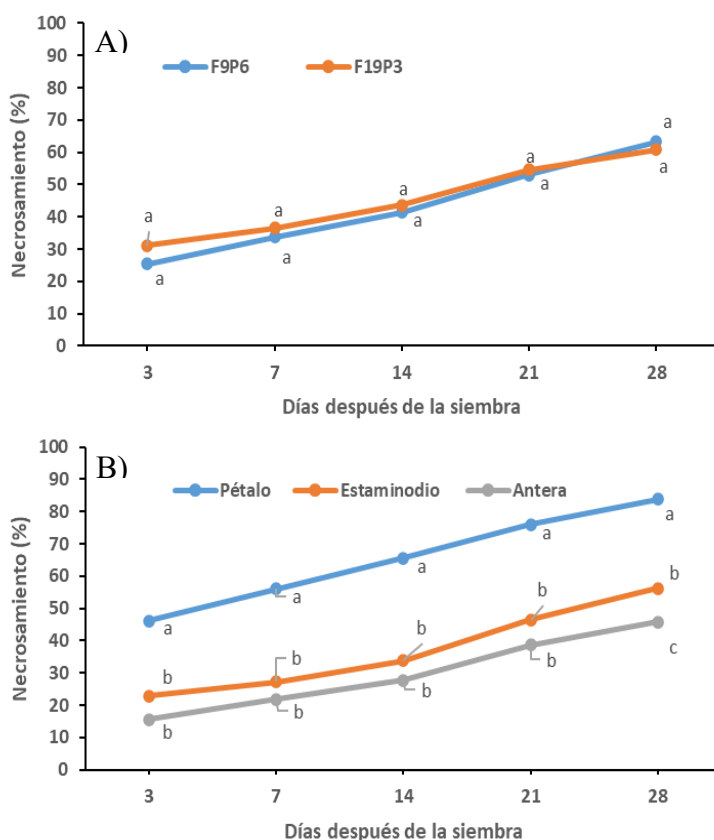 A)
F9P6 F19P3
Necrosamiento (%)
100
90
80
70
60
50
40
30
20
10
0
a a a a a
a a a a a
3 7 14 21 28
Días después de la siembra
B)
Pétalo Estaminodio Antera
Necrosamiento (%)
100
90
80
70
60
50
40
30
20
10
0
a a a a a
b b b b b
b b b b c
3 7 14 21 28
Días después de la siembra